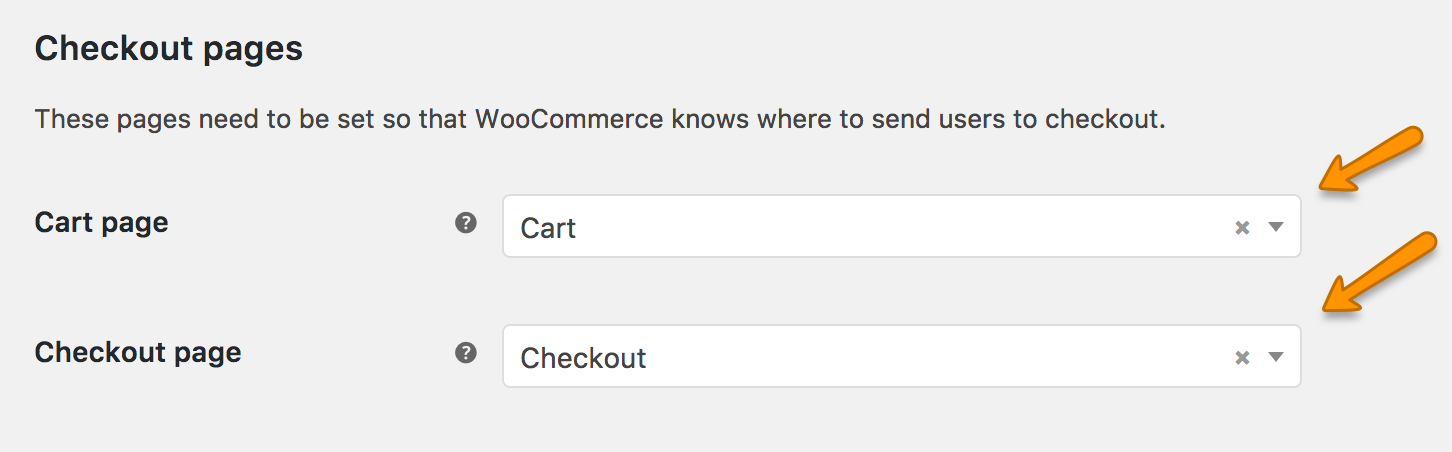 Checkout pages
These pages need to be set so that WooCommerce knows where to send users to checkout.
Cart page ? Cart × ▼
Checkout page ? Checkout × ▼